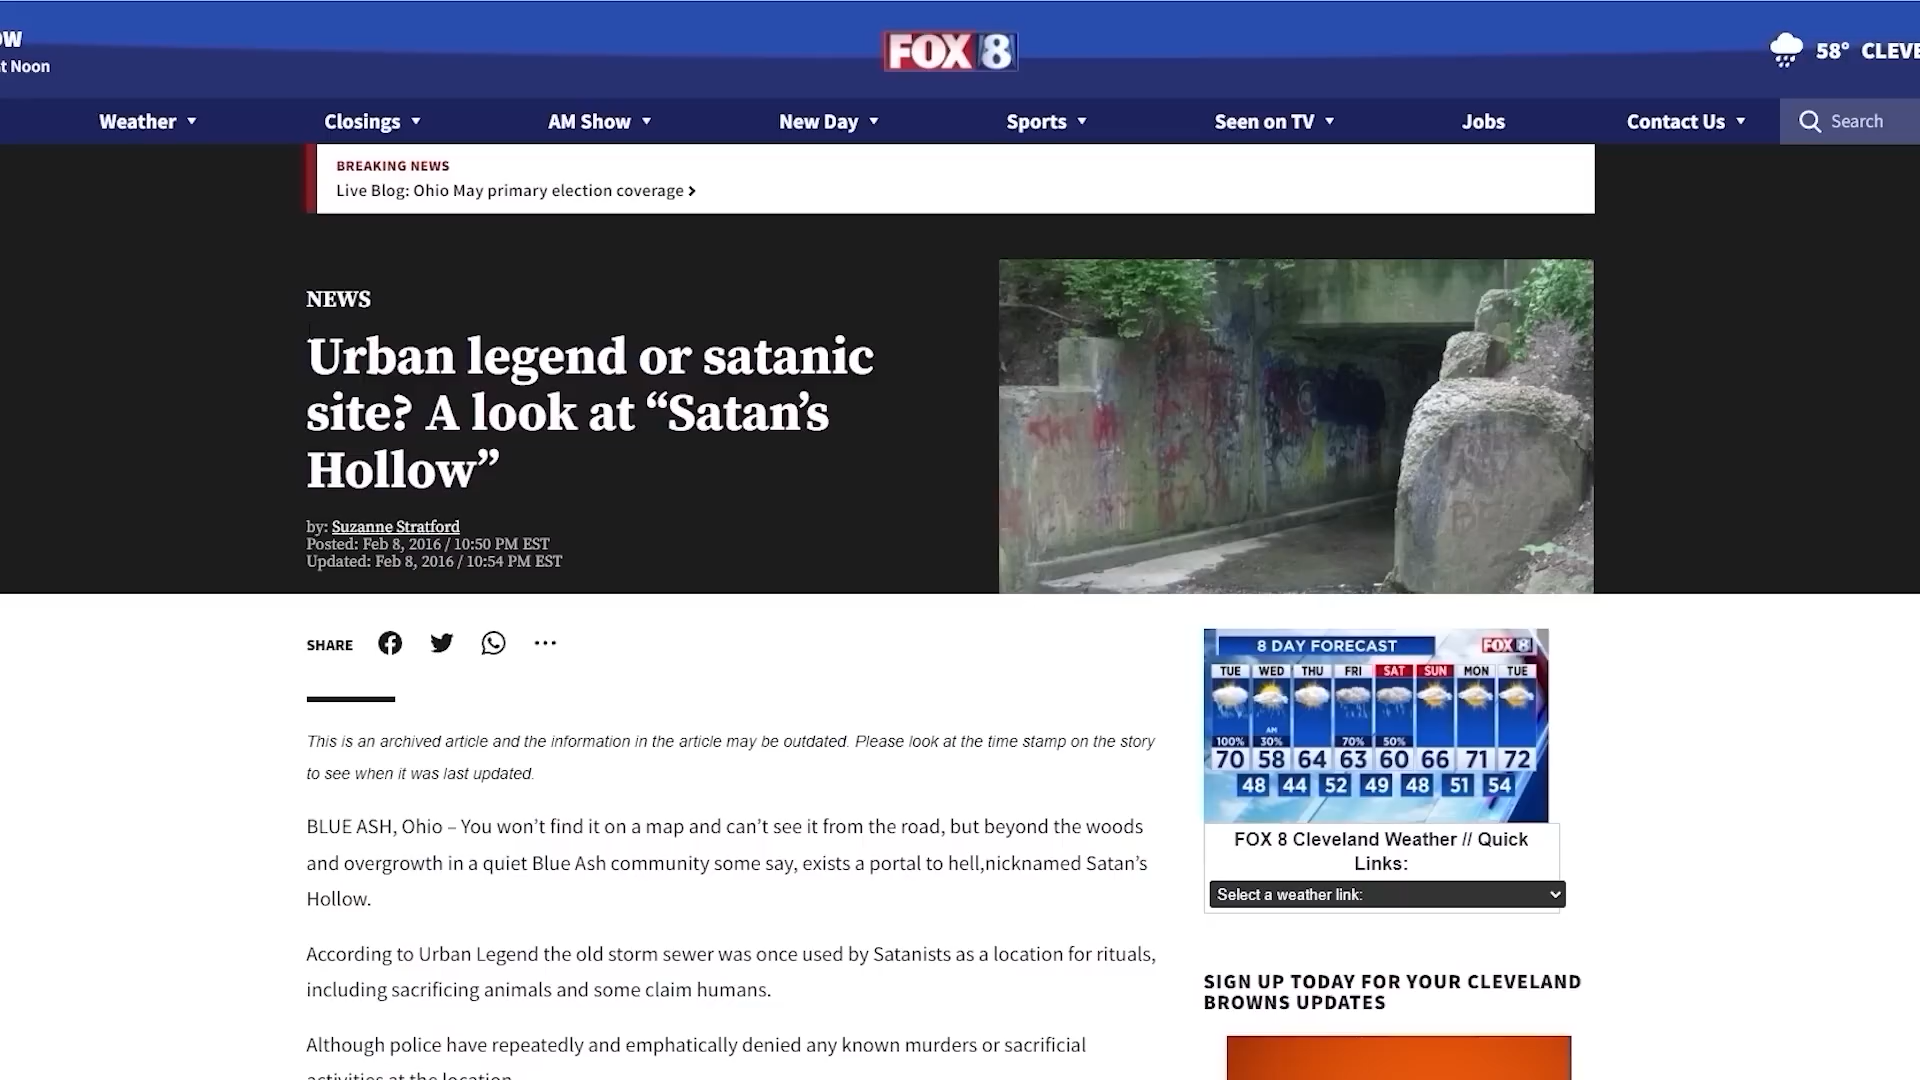 OW
t Noon
FOX 8
58° CLEVE
Weather
Closings
AM Show
New Day
Sports
Seen on TV
Jobs
Contact Us
Search
BREAKING NEWS
Live Blog: Ohio May primary election coverage
NEWS
Urban legend or satanic
site? A look at “Satan’s
Hollow”
by: Suzanne Stratford
Posted: Feb 8, 2016 / 10:50 PM EST
Updated: Feb 8, 2016 / 10:54 PM EST
SHARE
This is an archived article and the information in the article may be outdated. Please look at the time stamp on the story
to see when it was last updated.
BLUE ASH, Ohio – You won’t find it on a map and can’t see it from the road, but beyond the woods
and overgrowth in a quiet Blue Ash community some say, exists a portal to hell,nicknamed Satan’s
Hollow.
According to Urban Legend the old storm sewer was once used by Satanists as a location for rituals,
including sacrificing animals and some claim humans.
Although police have repeatedly and emphatically denied any known murders or sacrificial
activities at the location.
8 DAY FORECAST FOX 8
TUE WED THU FRI SAT SUN MON TUE
AM
100% 30% 70% 50%
70 58 64 63 60 66 71 72
48 44 52 49 48 51 54
FOX 8 Cleveland Weather // Quick
Links:
Select a weather link:
SIGN UP TODAY FOR YOUR CLEVELAND
BROWNS UPDATES